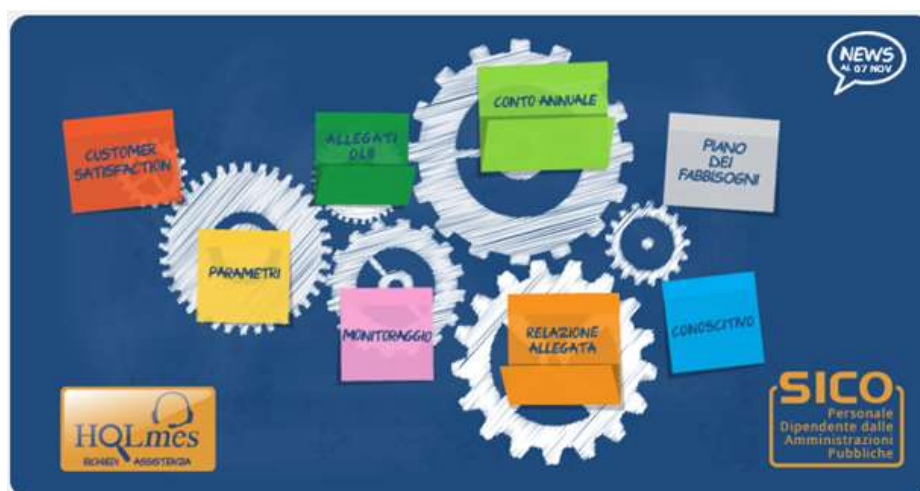 NEWS
AL 07 NOV
CONTO ANNUALE
CUSTOMER
SATISFACTION
ALLEGATI
DLB
PIANO
DEI
FABBISOGNI
PARAMETRI
MONITORAGGIO
RELAZIONE
ALLEGATA
CONOSCITIVO
HQLmes
RICHIEDI ASSISTENZA
SICO
Personale
Dipendente dalle
Amministrazioni
Pubbliche